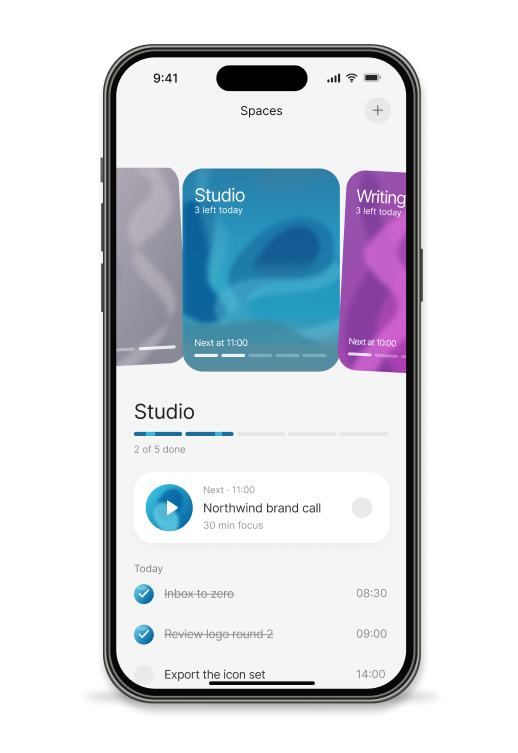 9:41
Spaces
Studio
3 left today
Next at 11:00
Writing
3 left today
Next at 10:00
Studio
2 of 5 done
Next · 11:00
Northwind brand call
30 min focus
Today
Inbox to zero 08:30
Review logo round 2 09:00
Export the icon set 14:00